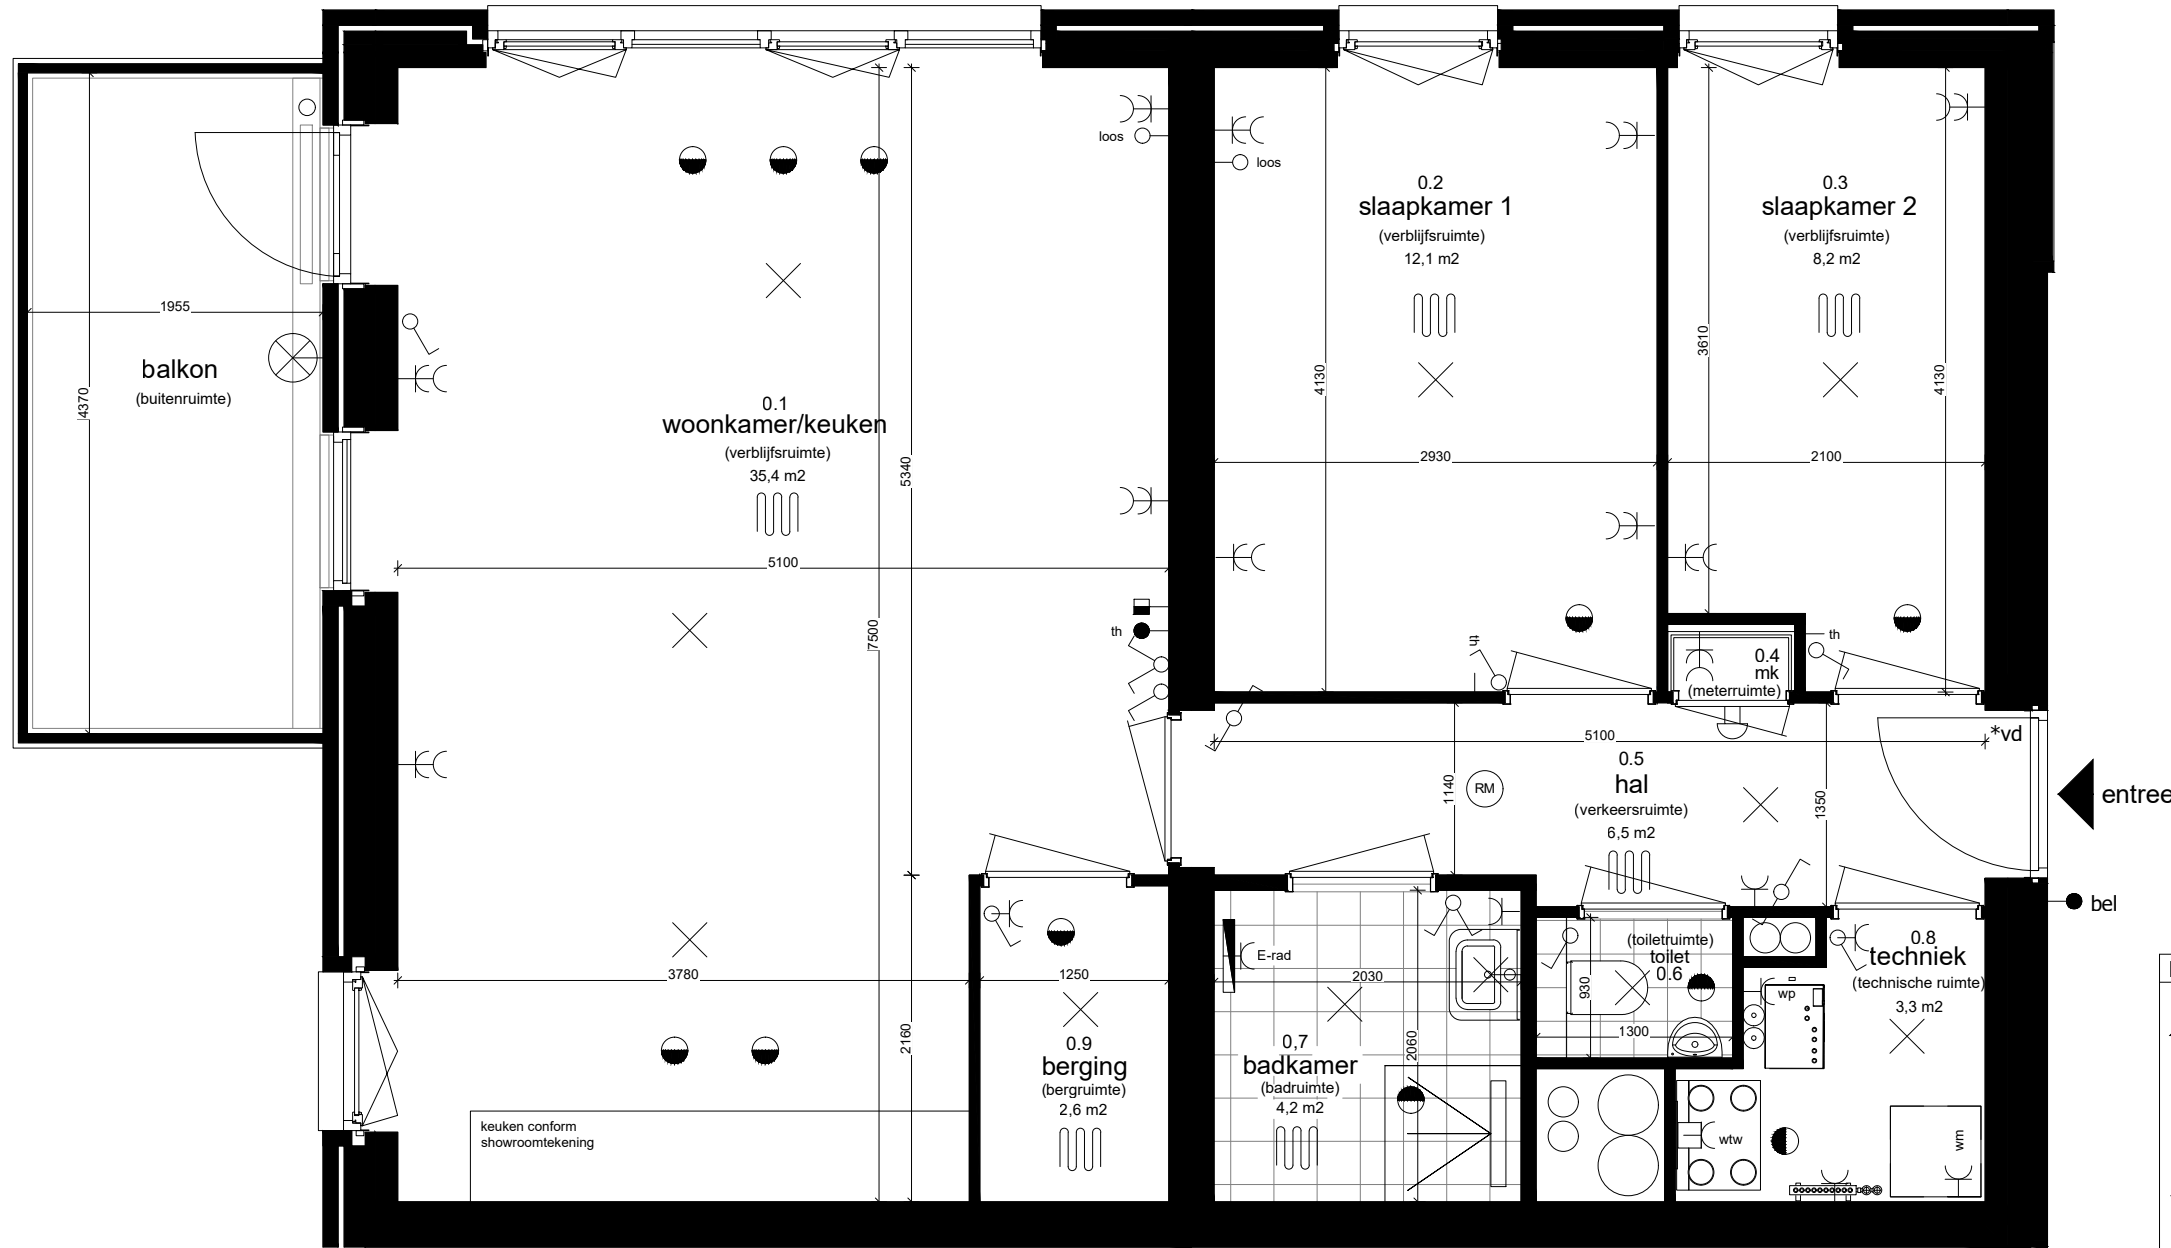 loos
loos
0.2
slaapkamer 1
(verblijfsruimte)
12,1 m2
0.3
slaapkamer 2
(verblijfsruimte)
8,2 m2
1955
balkon
(buitenruimte)
4370
0.1
woonkamer/keuken
(verblijfsruimte)
35,4 m2
5340
7500
5100
4130
3610
4130
2930
2100
th
th
th
0.4
mk
(meterruimte)
5100
*vd
0.5
hal
(verkeersruimte)
6,5 m2
RM
1140
1350
entree
bel
3780
1250
2160
0.9
berging
(bergruimte)
2,6 m2
keuken conform
showroomtekening
E-rad
2030
2060
0,7
badkamer
(badruimte)
4,2 m2
(toiletruimte)
toilet
0.6
930
1300
0.8
techniek
(technische ruimte)
3,3 m2
wp
wtw
wm